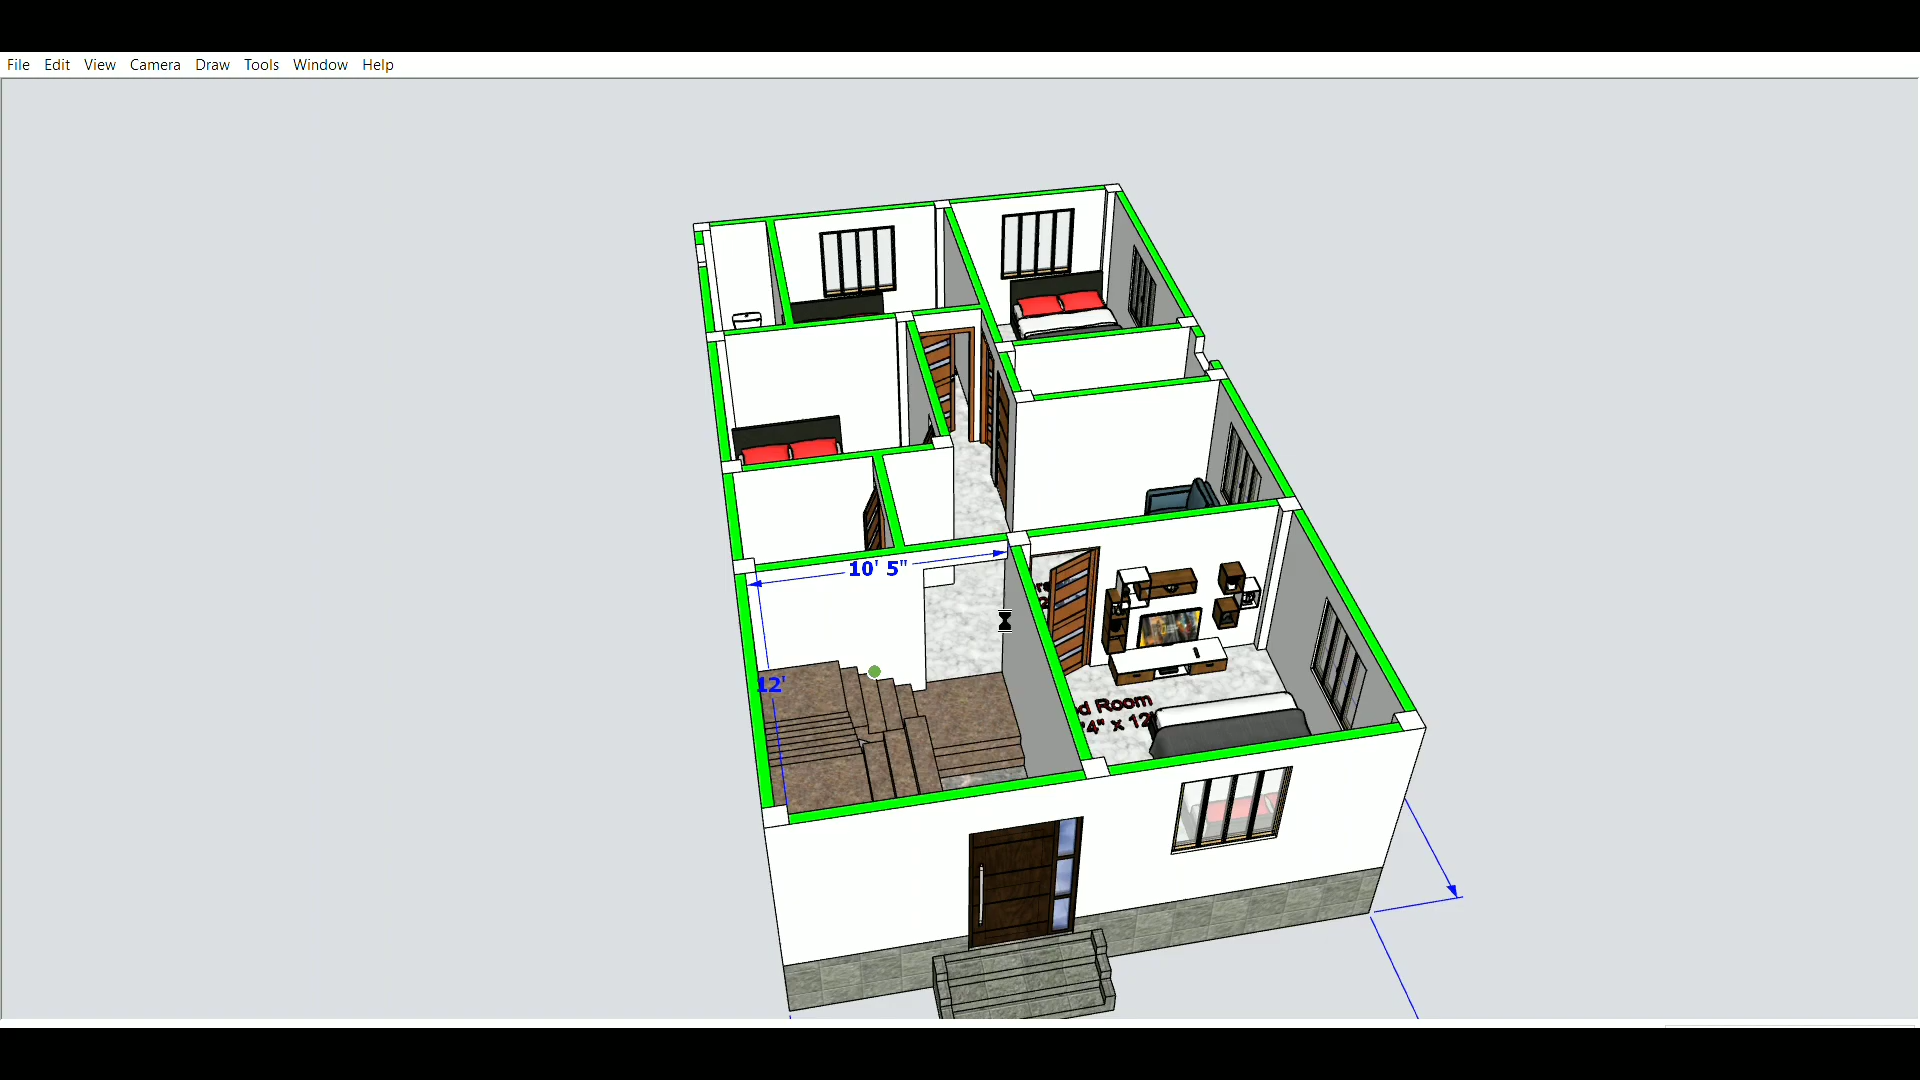 File Edit View Camera Draw Tools Window Help
10' 5"
12'
d Room
'4" x 12'